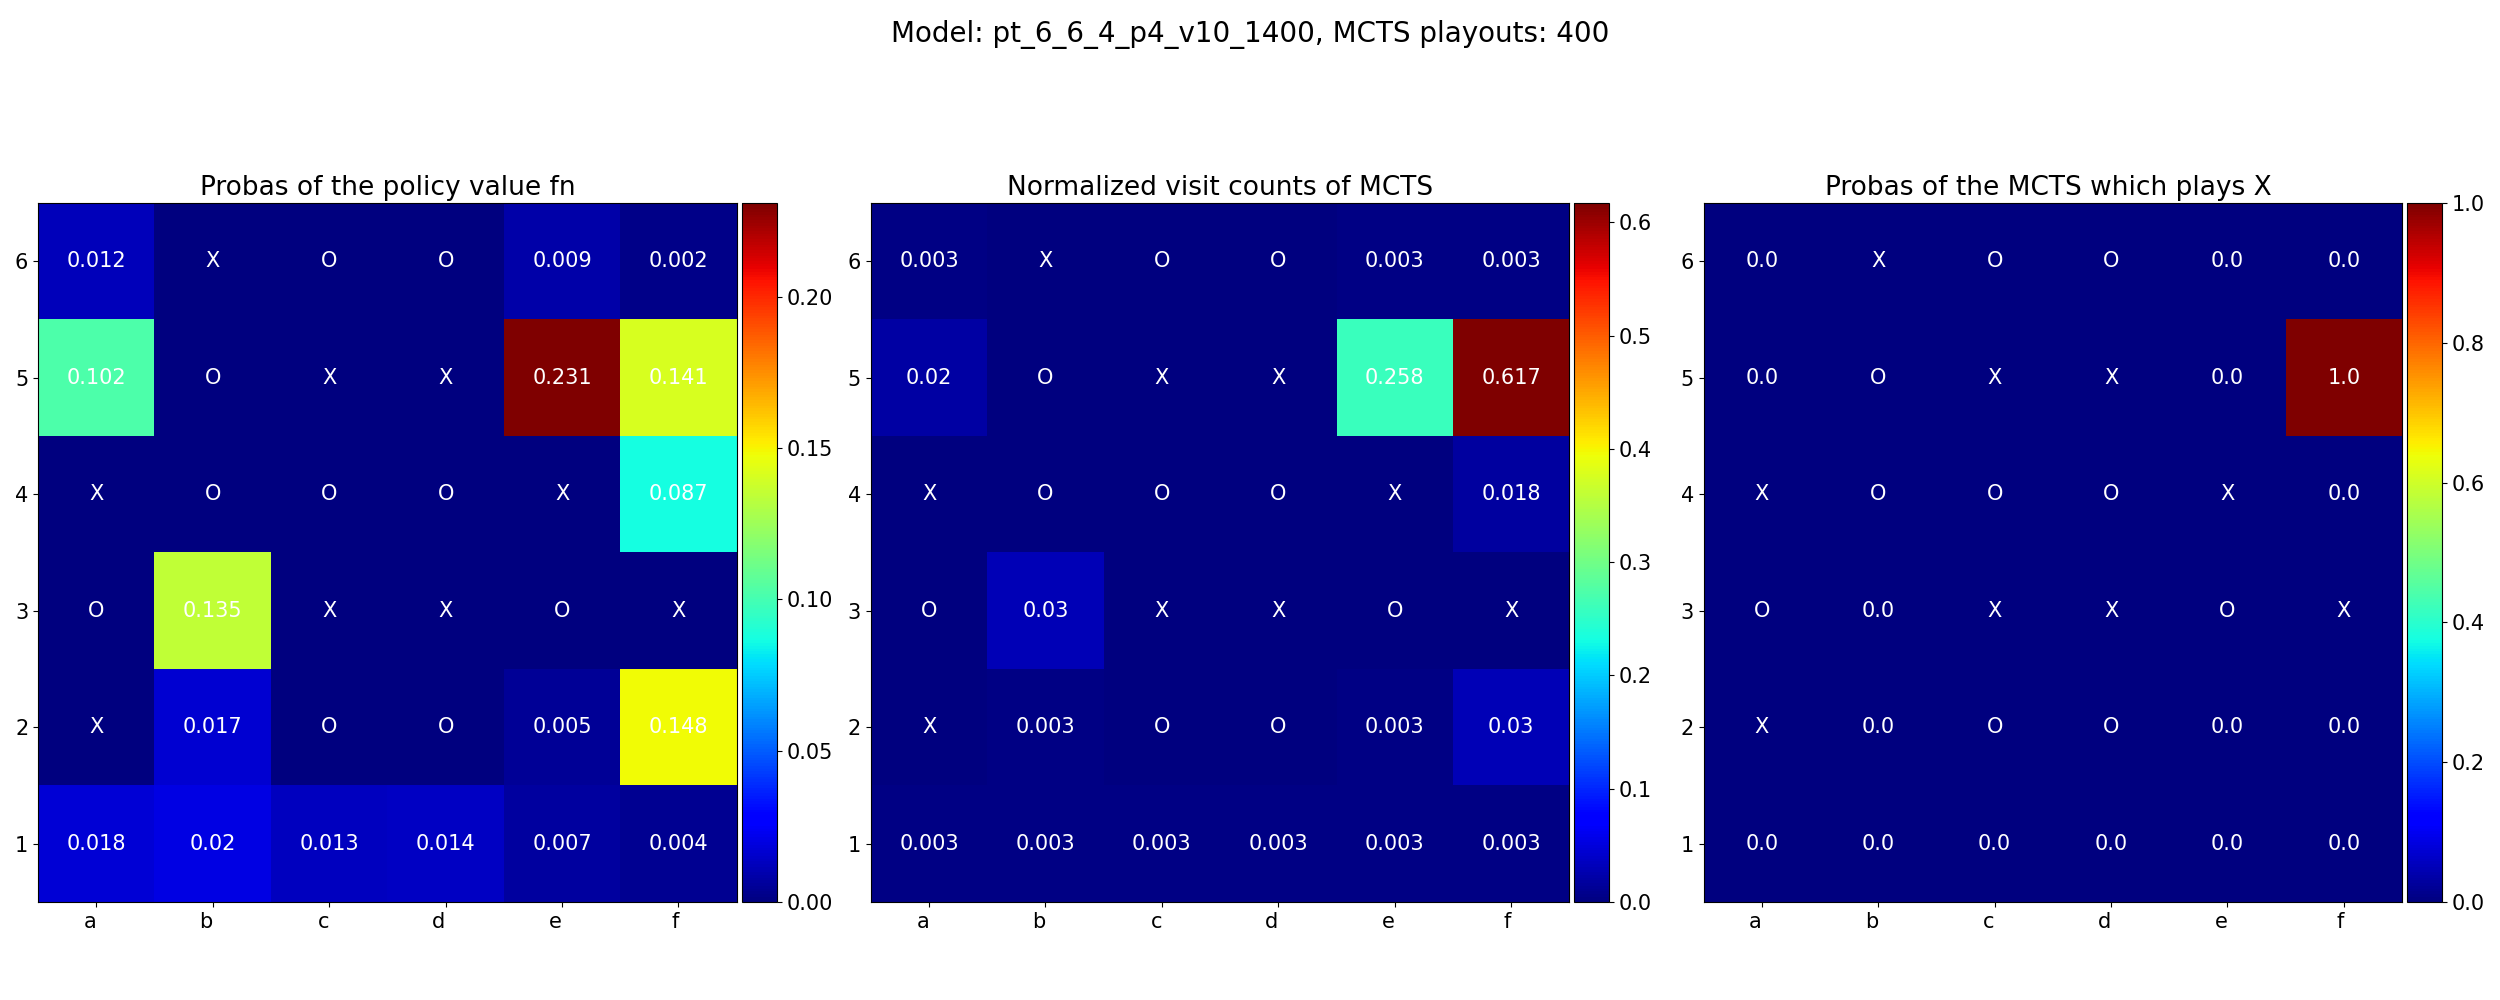 Model: pt_6_6_4_p4_v10_1400, MCTS playouts: 400
Probas of the policy value fn
6 0.012 X O O 0.009 0.002
5 0.102 O X X 0.231 0.141
4 X O O O X 0.087
3 O 0.135 X X O X
2 X 0.017 O O 0.005 0.148
1 0.018 0.02 0.013 0.014 0.007 0.004
a b c d e f
0.20
0.15
0.10
0.05
0.00
Normalized visit counts of MCTS
6 0.003 X O O 0.003 0.003
5 0.02 O X X 0.258 0.617
4 X O O O X 0.018
3 O 0.03 X X O X
2 X 0.003 O O 0.003 0.03
1 0.003 0.003 0.003 0.003 0.003 0.003
a b c d e f
0.6
0.5
0.4
0.3
0.2
0.1
0.0
Probas of the MCTS which plays X
6 0.0 X O O 0.0 0.0
5 0.0 O X X 0.0 1.0
4 X O O O X 0.0
3 O 0.0 X X O X
2 X 0.0 O O 0.0 0.0
1 0.0 0.0 0.0 0.0 0.0 0.0
a b c d e f
1.0
0.8
0.6
0.4
0.2
0.0